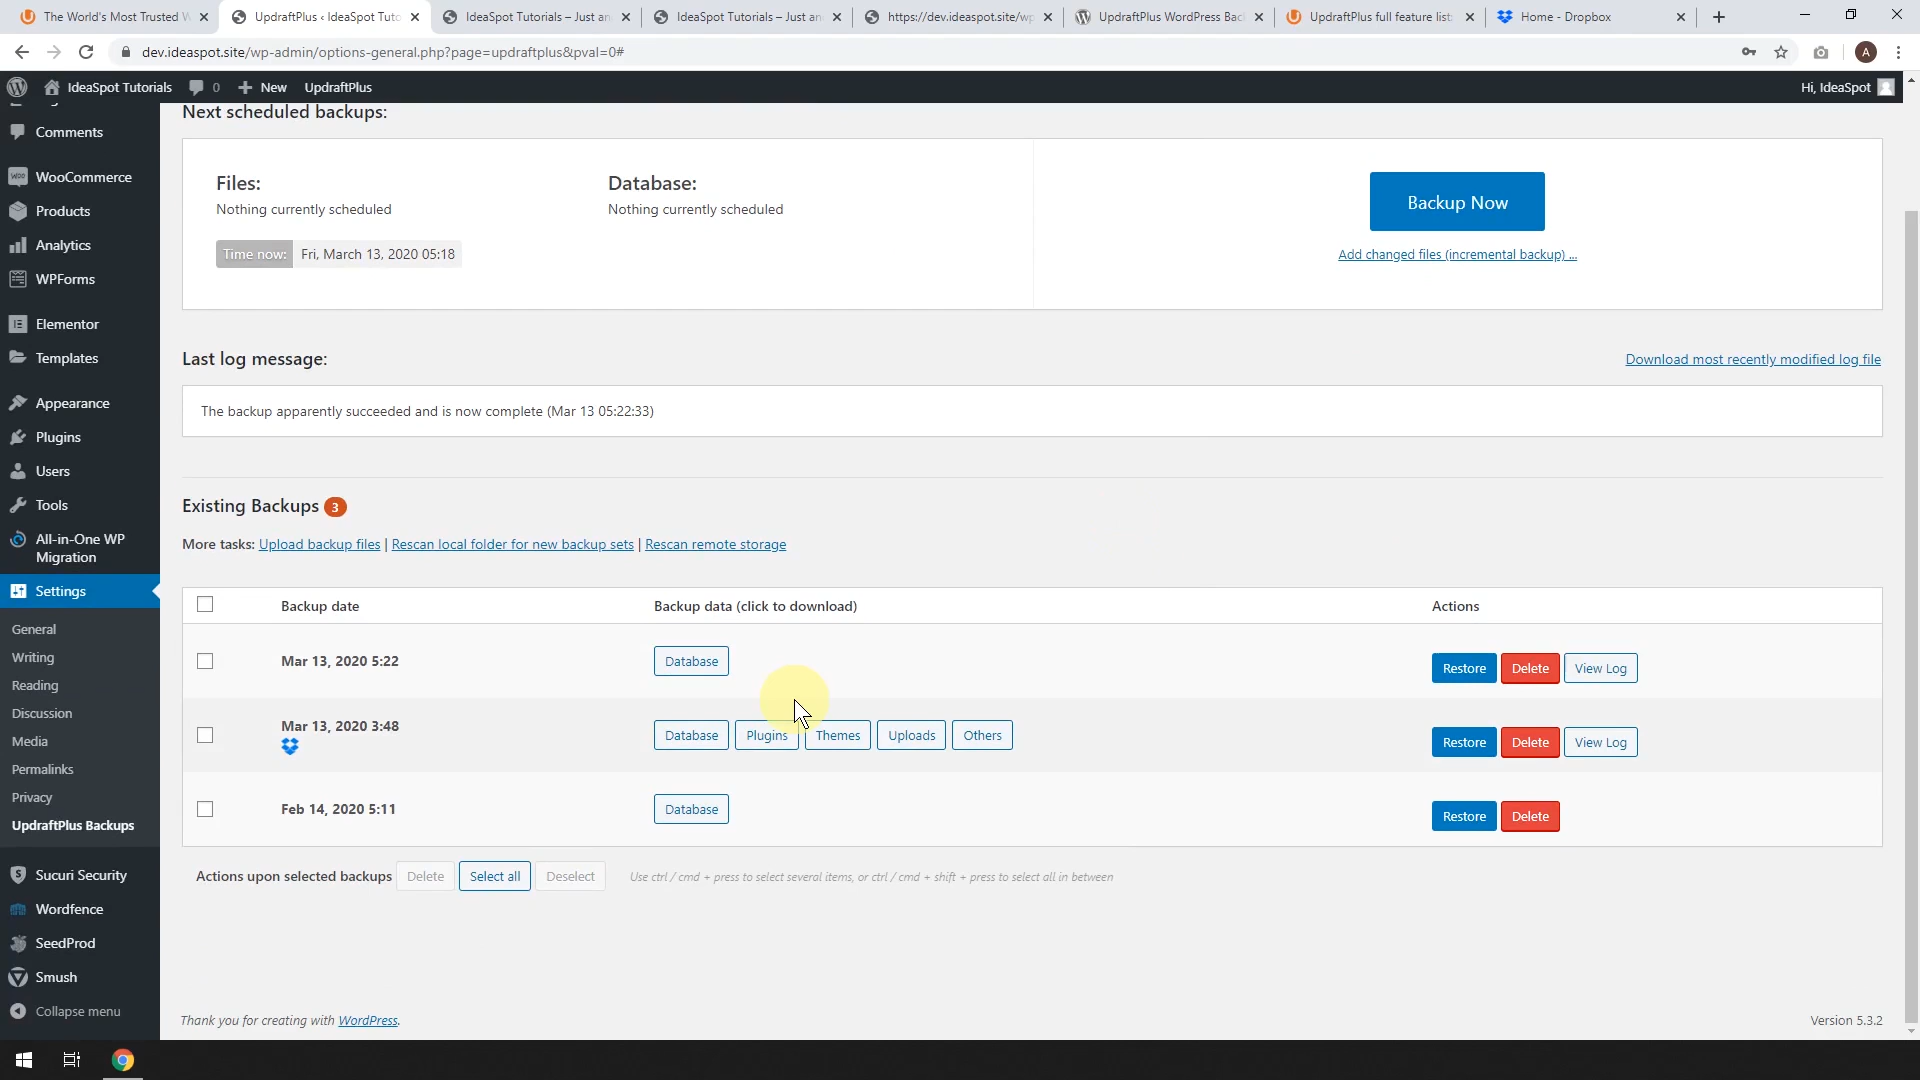 The World's Most Trusted W
UpdraftPlus ‹ IdeaSpot Tuto
IdeaSpot Tutorials – Just an
IdeaSpot Tutorials – Just an
https://dev.ideaspot.site/wp
UpdraftPlus WordPress Bac
UpdraftPlus full feature list
Home - Dropbox
dev.ideaspot.site/wp-admin/options-general.php?page=updraftplus&pval=0#
A
IdeaSpot Tutorials
0
New
UpdraftPlus
Hi, IdeaSpot
Comments
WooCommerce
Products
Analytics
WPForms
Elementor
Templates
Appearance
Plugins
Users
Tools
All-in-One WP
Migration
Settings
General
Writing
Reading
Discussion
Media
Permalinks
Privacy
UpdraftPlus Backups
Sucuri Security
Wordfence
SeedProd
Smush
Collapse menu
Next scheduled backups:
Files:
Nothing currently scheduled
Database:
Nothing currently scheduled
Time now: Fri, March 13, 2020 05:18
Backup Now
Add changed files (incremental backup) ...
Last log message:
Download most recently modified log file
The backup apparently succeeded and is now complete (Mar 13 05:22:33)
Existing Backups 3
More tasks: Upload backup files | Rescan local folder for new backup sets | Rescan remote storage
Backup date Backup data (click to download) Actions
Mar 13, 2020 5:22 Database Restore Delete View Log
Mar 13, 2020 3:48 Database Plugins Themes Uploads Others Restore Delete View Log
Feb 14, 2020 5:11 Database Restore Delete
Actions upon selected backups Delete Select all Deselect Use ctrl / cmd + press to select several items, or ctrl / cmd + shift + press to select all in between
Thank you for creating with WordPress.
Version 5.3.2